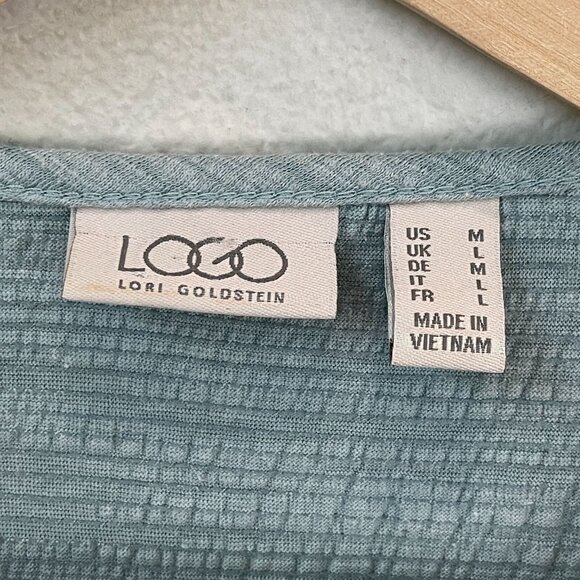 LOGO
LORI GOLDSTEIN
US M
UK L
DE M
IT L
FR L
MADE IN
VIETNAM